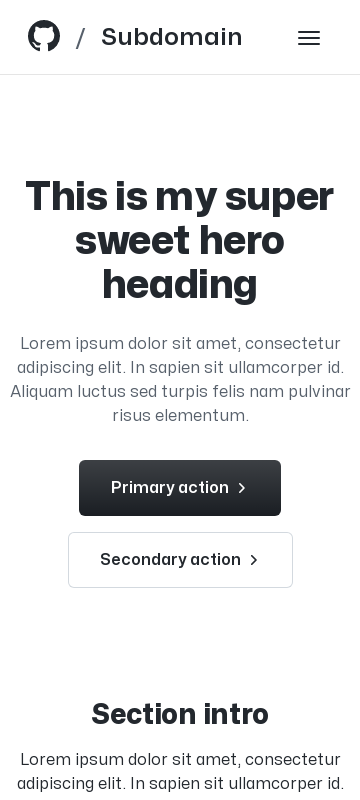 / Subdomain
This is my super
sweet hero
heading
Lorem ipsum dolor sit amet, consectetur
adipiscing elit. In sapien sit ullamcorper id.
Aliquam luctus sed turpis felis nam pulvinar
risus elementum.
Primary action
Secondary action
Section intro
Lorem ipsum dolor sit amet, consectetur
adipiscing elit. In sapien sit ullamcorper id.